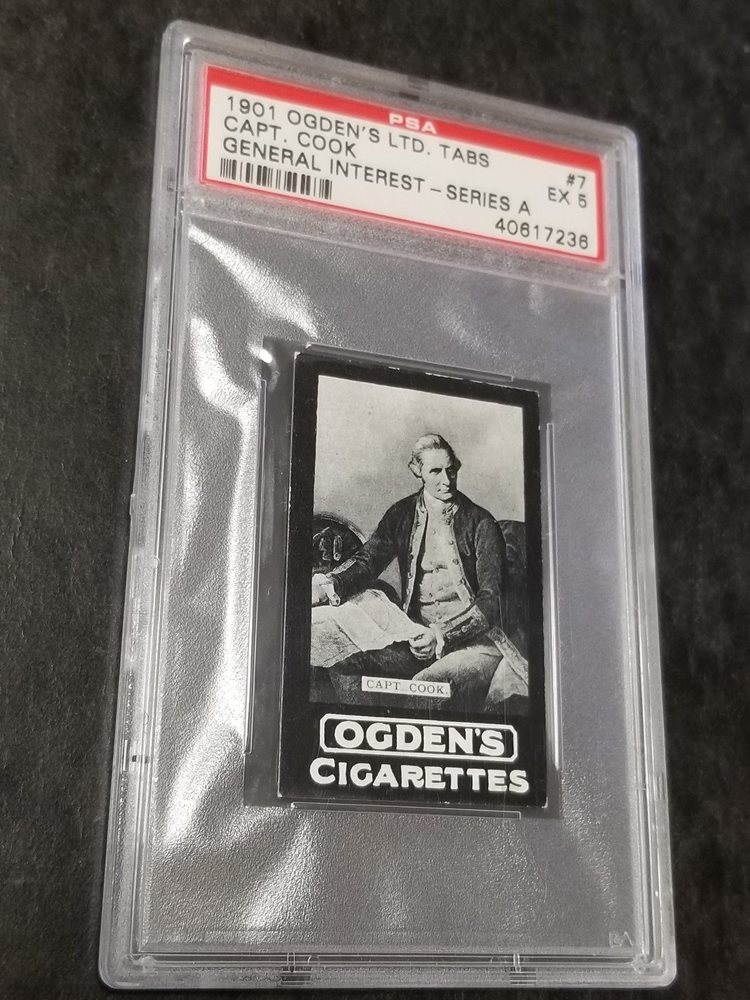 PSA
1901 OGDEN'S LTD. TABS
#7
CAPT. COOK
EX 5
GENERAL INTEREST - SERIES A
40617236
CAPT. COOK.
OGDEN'S
CIGARETTES